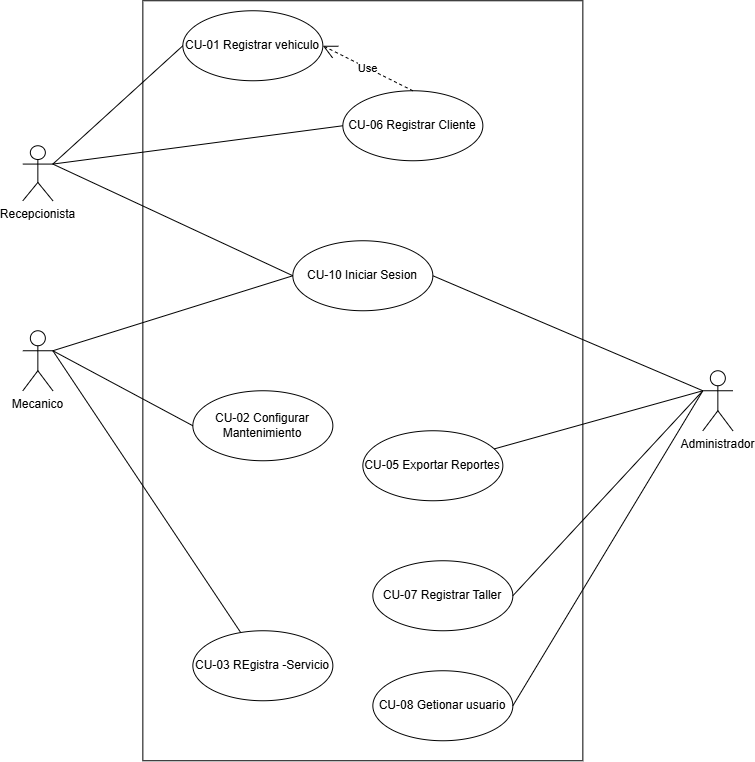 CU-01 Registrar vehiculo
Use
CU-06 Registrar Cliente
Recepcionista
CU-10 Iniciar Sesion
Mecanico
CU-02 Configurar
Mantenimiento
Administrador
CU-05 Exportar Reportes
CU-07 Registrar Taller
CU-03 REgistra -Servicio
CU-08 Getionar usuario